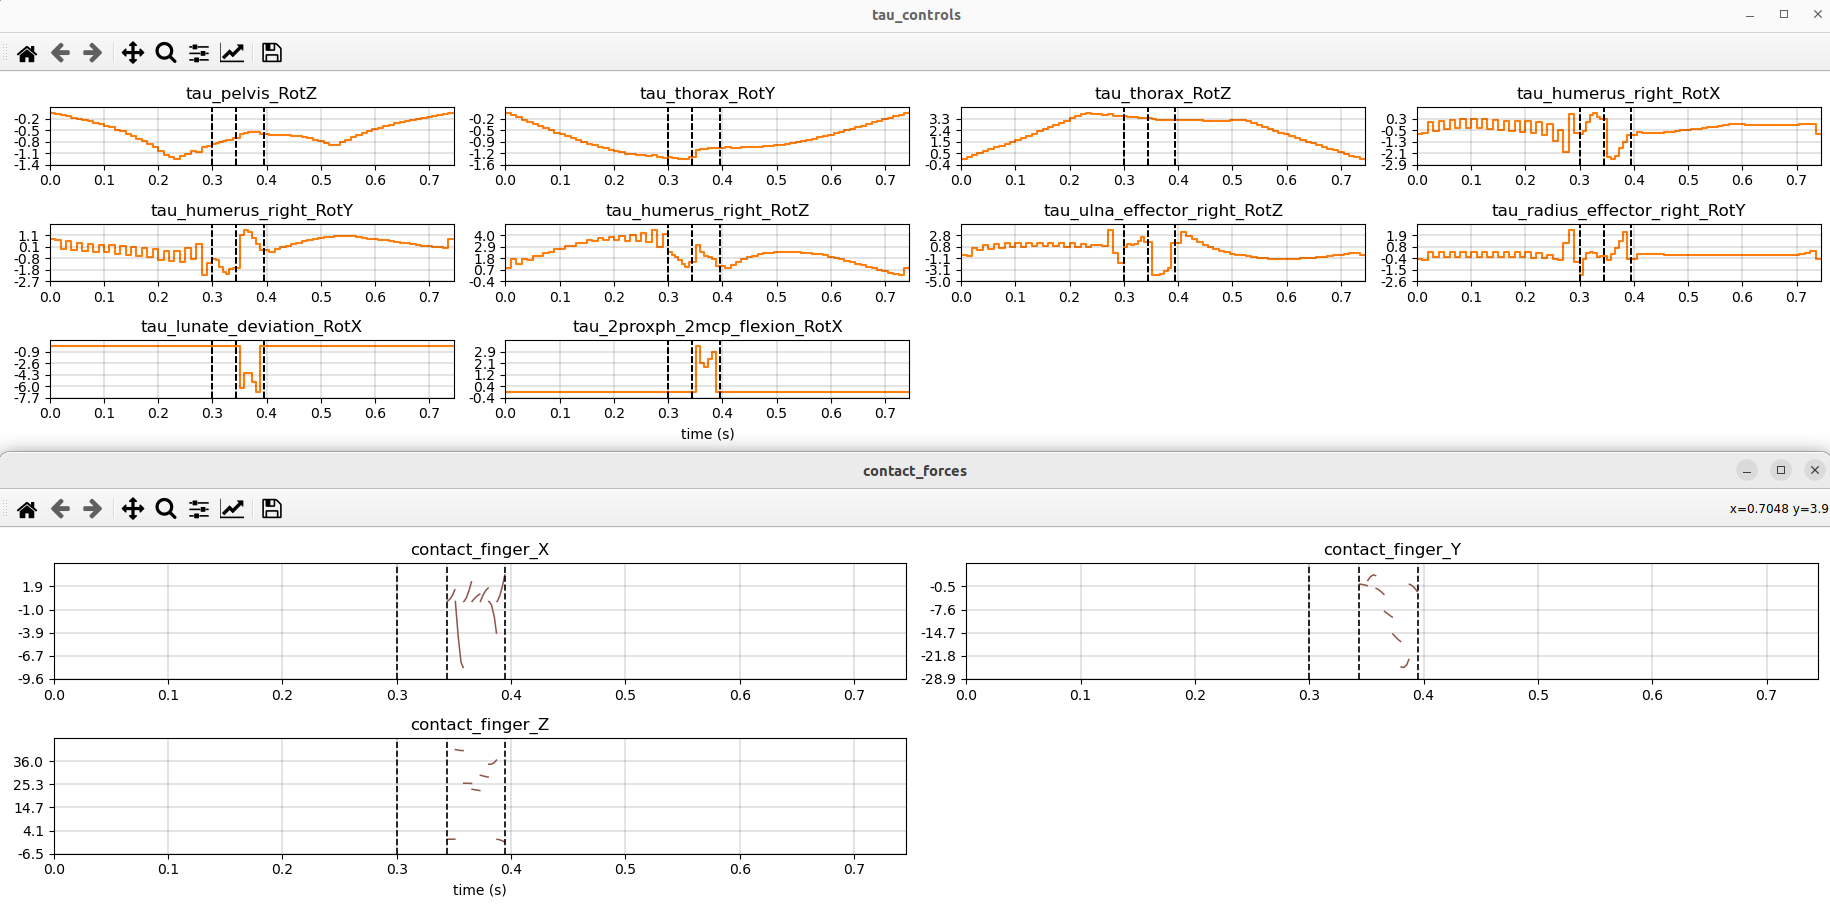 tau_controls
tau_pelvis_RotZ
-0.2
-0.5
-0.8
-1.1
-1.4
0.0 0.1 0.2 0.3 0.4 0.5 0.6 0.7
tau_thorax_RotY
-0.2
-0.6
-0.9
-1.2
-1.6
0.0 0.1 0.2 0.3 0.4 0.5 0.6 0.7
tau_thorax_RotZ
3.3
2.4
1.5
0.5
-0.4
0.0 0.1 0.2 0.3 0.4 0.5 0.6 0.7
tau_humerus_right_RotX
0.3
-0.5
-1.3
-2.1
-2.9
0.0 0.1 0.2 0.3 0.4 0.5 0.6 0.7
tau_humerus_right_RotY
1.1
0.1
-0.8
-1.8
-2.7
0.0 0.1 0.2 0.3 0.4 0.5 0.6 0.7
tau_humerus_right_RotZ
4.0
2.9
1.8
0.7
-0.4
0.0 0.1 0.2 0.3 0.4 0.5 0.6 0.7
tau_ulna_effector_right_RotZ
2.8
0.8
-1.1
-3.1
-5.0
0.0 0.1 0.2 0.3 0.4 0.5 0.6 0.7
tau_radius_effector_right_RotY
1.9
0.8
-0.4
-1.5
-2.6
0.0 0.1 0.2 0.3 0.4 0.5 0.6 0.7
tau_lunate_deviation_RotX
-0.9
-2.6
-4.3
-6.0
-7.7
0.0 0.1 0.2 0.3 0.4 0.5 0.6 0.7
tau_2proxph_2mcp_flexion_RotX
2.9
2.1
1.2
0.4
-0.4
0.0 0.1 0.2 0.3 0.4 0.5 0.6 0.7
time (s)
contact_forces
x=0.7048 y=3.9
contact_finger_X
1.9
-1.0
-3.9
-6.7
-9.6
0.0 0.1 0.2 0.3 0.4 0.5 0.6 0.7
contact_finger_Y
-0.5
-7.6
-14.7
-21.8
-28.9
0.0 0.1 0.2 0.3 0.4 0.5 0.6 0.7
contact_finger_Z
36.0
25.3
14.7
4.1
-6.5
0.0 0.1 0.2 0.3 0.4 0.5 0.6 0.7
time (s)